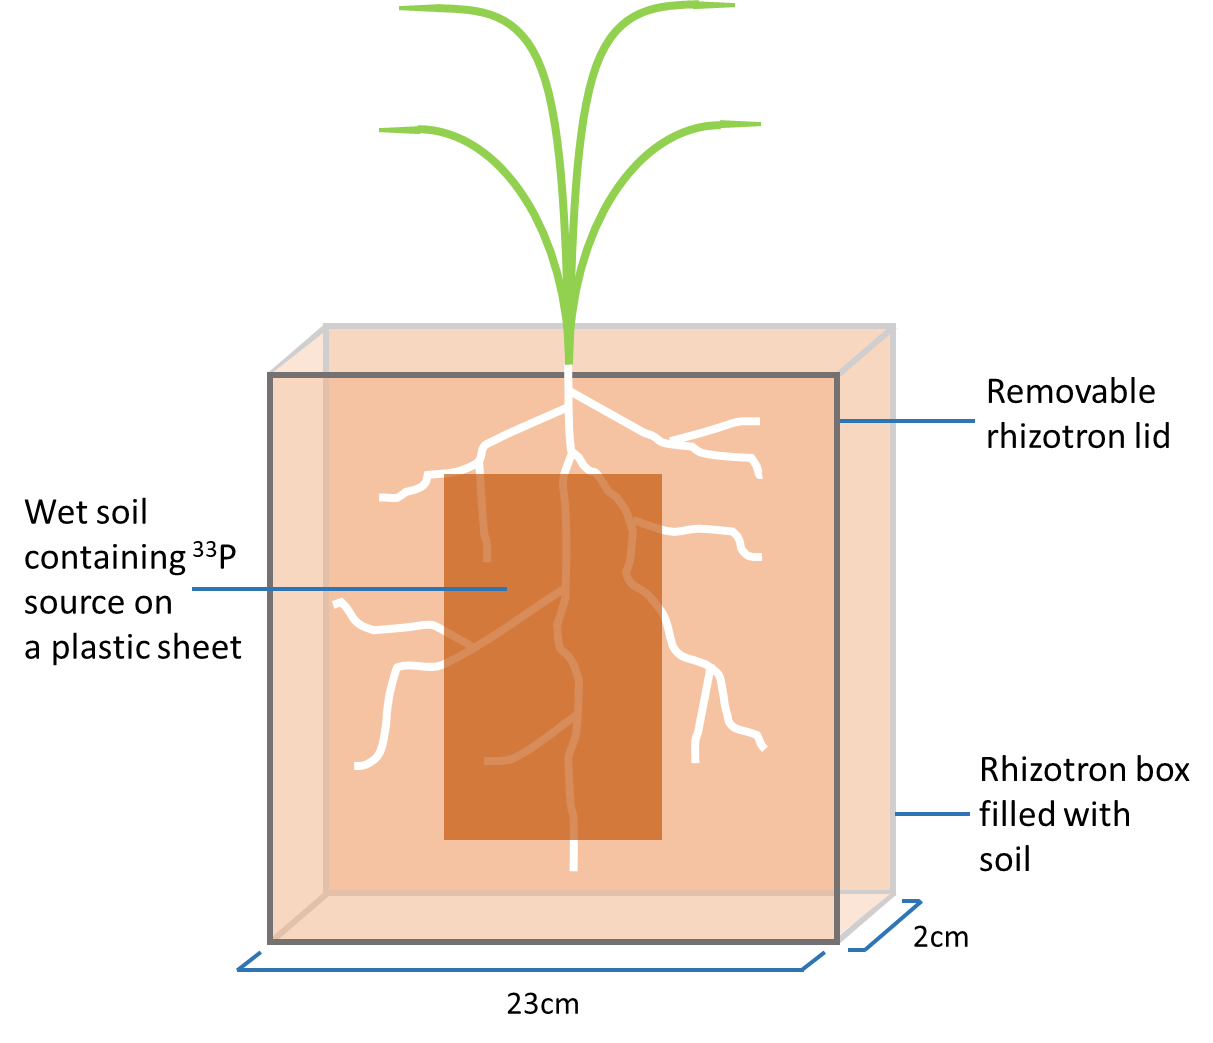 Removable
rhizotron lid
Wet soil
containing ³³P
source on
a plastic sheet
Rhizotron box
filled with
soil
2cm
23cm